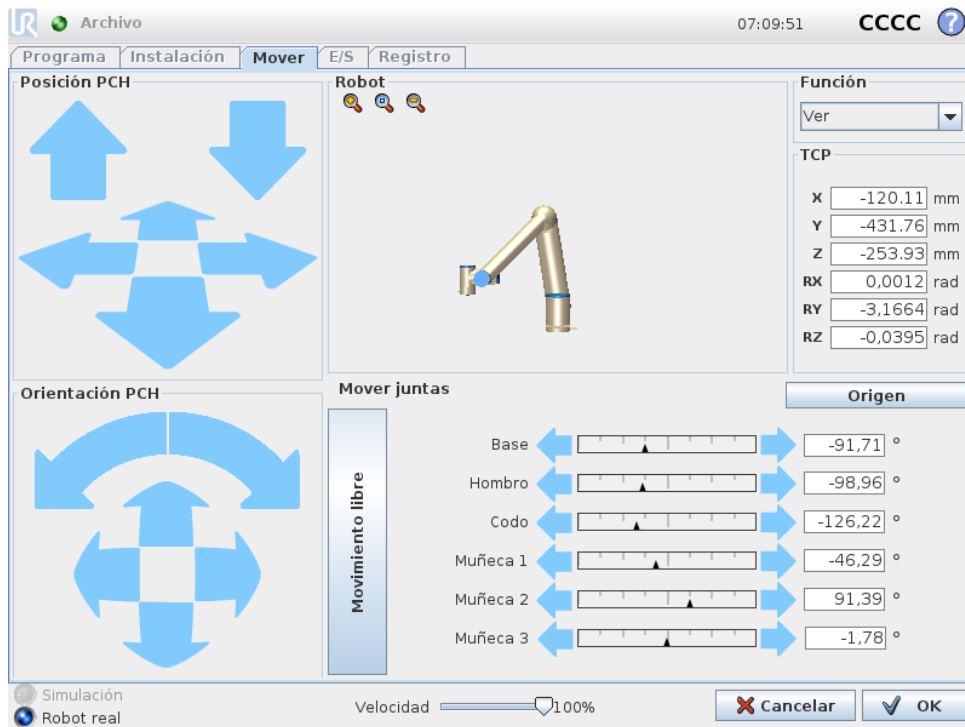 UR Archivo 07:09:51 CCCC ?
Programa Instalación Mover E/S Registro
Posición PCH
Robot
Función
Ver
TCP
X -120.11 mm
Y -431.76 mm
Z -253.93 mm
RX 0,0012 rad
RY -3,1664 rad
RZ -0,0395 rad
Orientación PCH
Mover juntas
Origen
Movimiento libre
Base -91,71 °
Hombro -98,96 °
Codo -126,22 °
Muñeca 1 -46,29 °
Muñeca 2 91,39 °
Muñeca 3 -1,78 °
Simulación
Robot real
Velocidad 100%
Cancelar
OK